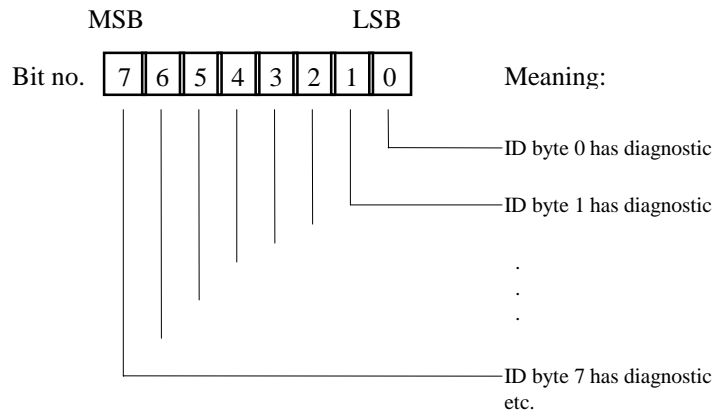 MSB LSB
Bit no. 7 6 5 4 3 2 1 0 Meaning:
ID byte 0 has diagnostic
ID byte 1 has diagnostic
.
.
.
ID byte 7 has diagnostic
etc.